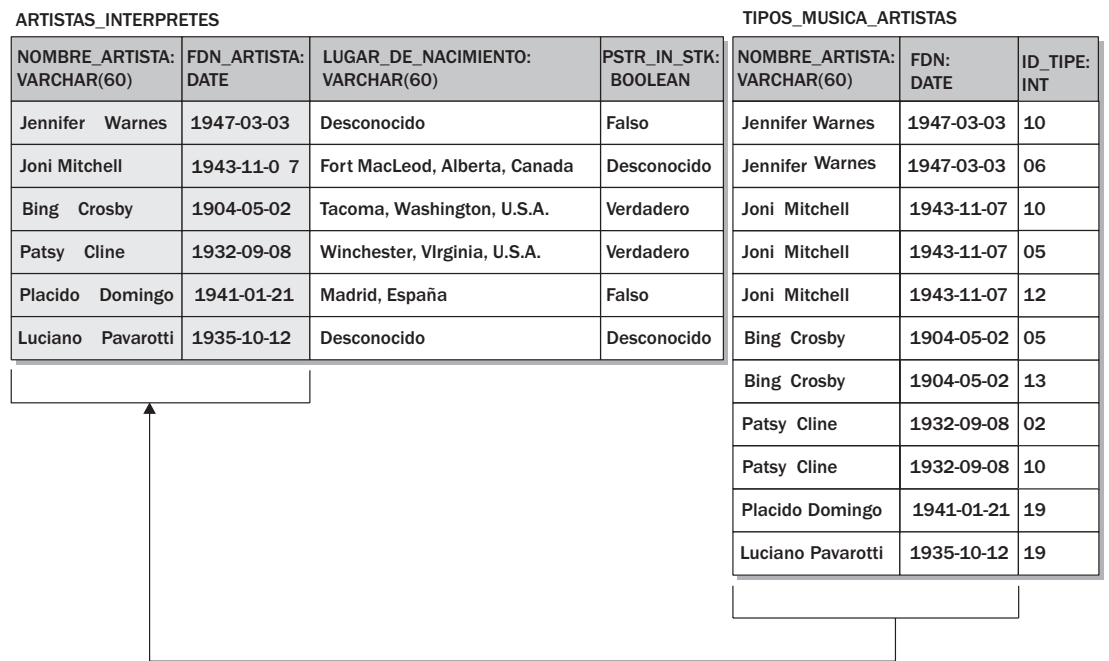 ARTISTAS_INTERPRETES
NOMBRE_ARTISTA: FDN_ARTISTA: LUGAR_DE_NACIMIENTO: PSTR_IN_STK:
VARCHAR(60) DATE VARCHAR(60) BOOLEAN
Jennifer Warnes 1947-03-03 Desconocido Falso
Joni Mitchell 1943-11-0 7 Fort MacLeod, Alberta, Canada Desconocido
Bing Crosby 1904-05-02 Tacoma, Washington, U.S.A. Verdadero
Patsy Cline 1932-09-08 Winchester, VIrginia, U.S.A. Verdadero
Placido Domingo 1941-01-21 Madrid, España Falso
Luciano Pavarotti 1935-10-12 Desconocido Desconocido
TIPOS_MUSICA_ARTISTAS
NOMBRE_ARTISTA: FDN: ID_TIPE:
VARCHAR(60) DATE INT
Jennifer Warnes 1947-03-03 10
Jennifer Warnes 1947-03-03 06
Joni Mitchell 1943-11-07 10
Joni Mitchell 1943-11-07 05
Joni Mitchell 1943-11-07 12
Bing Crosby 1904-05-02 05
Bing Crosby 1904-05-02 13
Patsy Cline 1932-09-08 02
Patsy Cline 1932-09-08 10
Placido Domingo 1941-01-21 19
Luciano Pavarotti 1935-10-12 19